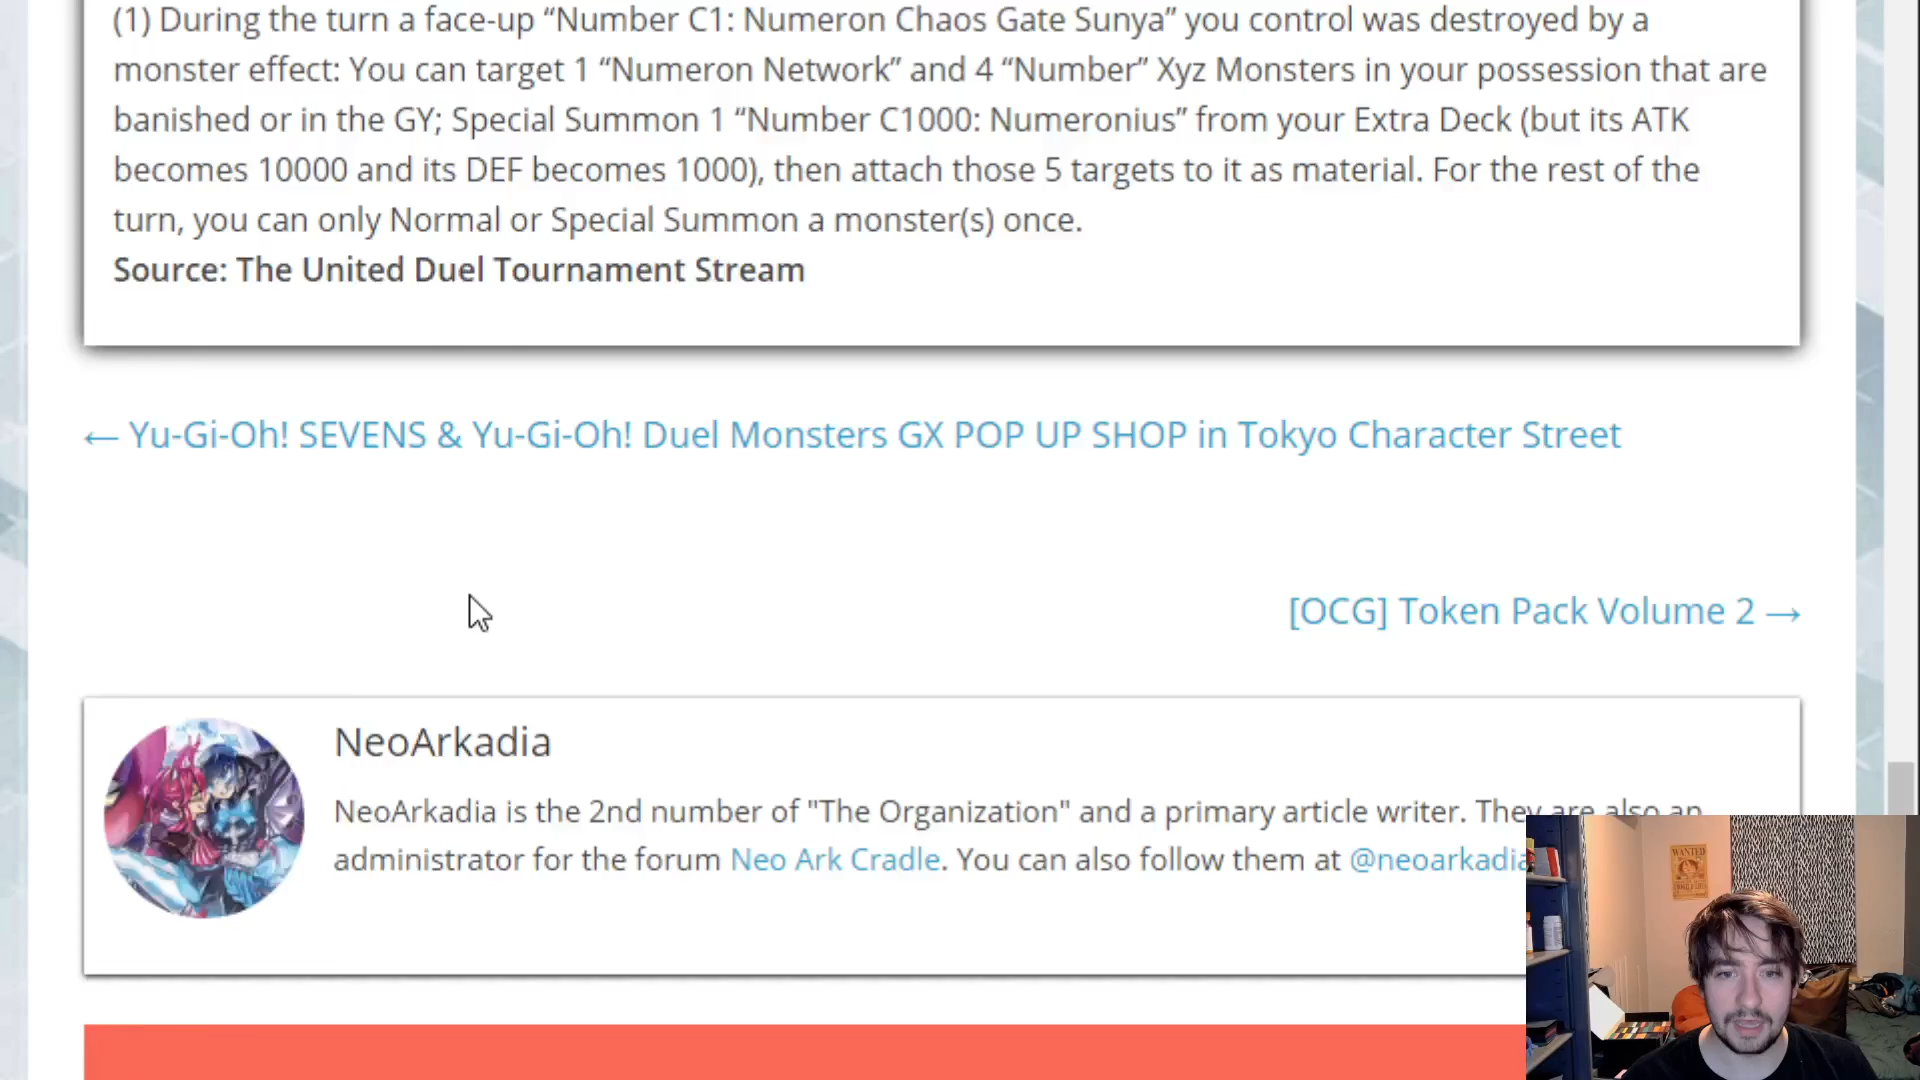 (1) During the turn a face-up “Number C1: Numeron Chaos Gate Sunya” you control was destroyed by a
monster effect: You can target 1 “Numeron Network” and 4 “Number” Xyz Monsters in your possession that are
banished or in the GY; Special Summon 1 “Number C1000: Numeronius” from your Extra Deck (but its ATK
becomes 10000 and its DEF becomes 1000), then attach those 5 targets to it as material. For the rest of the
turn, you can only Normal or Special Summon a monster(s) once.
Source: The United Duel Tournament Stream
← Yu-Gi-Oh! SEVENS & Yu-Gi-Oh! Duel Monsters GX POP UP SHOP in Tokyo Character Street
[OCG] Token Pack Volume 2 →
NeoArkadia
NeoArkadia is the 2nd number of "The Organization" and a primary article writer. They are also an
administrator for the forum Neo Ark Cradle. You can also follow them at @neoarkadia
WANTED